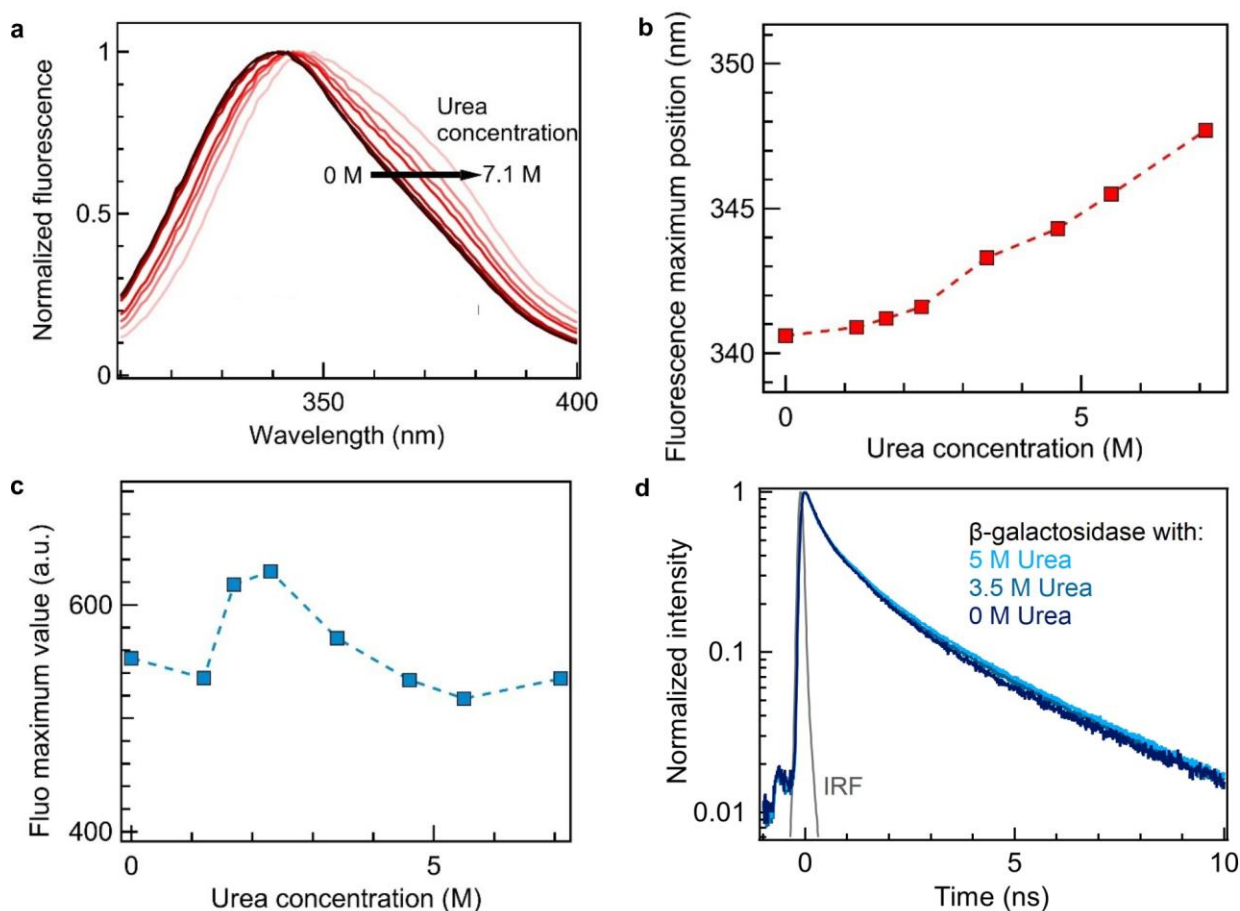 a
Normalized fluorescence
1
0.5
0
Urea
concentration
0 M
7.1 M
350
400
Wavelength (nm)
b
Fluorescence maximum position (nm)
350
345
340
0
5
Urea concentration (M)
c
Fluo maximum value (a.u.)
600
400
0
5
Urea concentration (M)
d
Normalized intensity
1
0.1
0.01
β-galactosidase with:
5 M Urea
3.5 M Urea
0 M Urea
IRF
0
5
10
Time (ns)